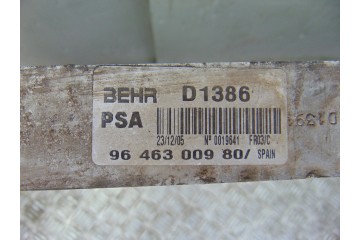 BEHR D1386
PSA
23/12/05 Nº 0019641 FR03/C
96 463 009 80/ SPAIN